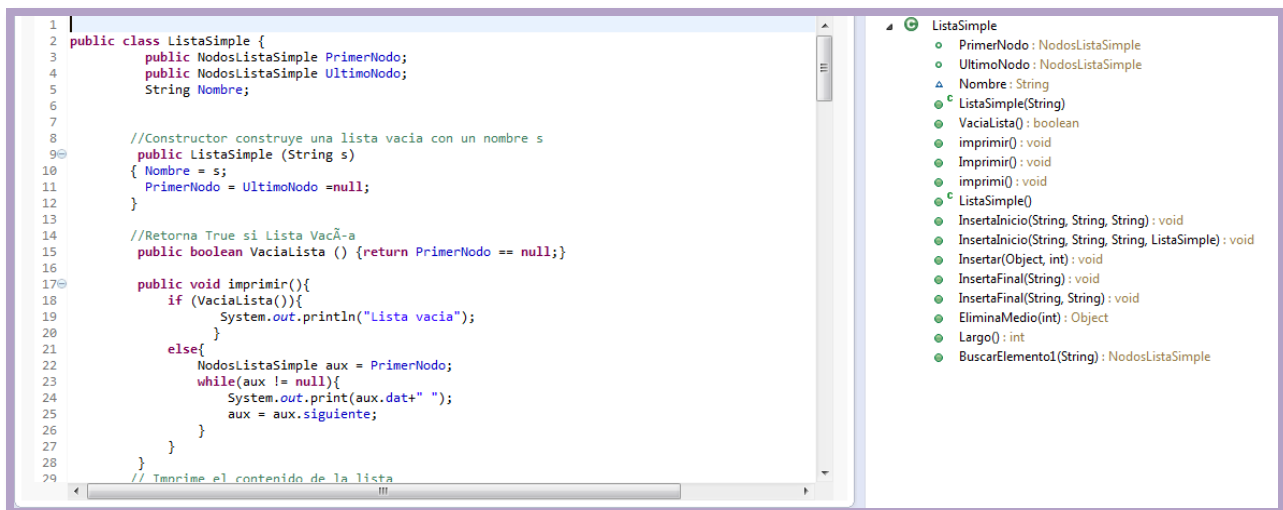 1
2 public class ListaSimple {
3 public NodosListaSimple PrimerNodo;
4 public NodosListaSimple UltimoNodo;
5 String Nombre;
6
7
8 //Constructor construye una lista vacia con un nombre s
9 public ListaSimple (String s)
10 { Nombre = s;
11 PrimerNodo = UltimoNodo =null;
12 }
13
14 //Retorna True si Lista VacÃ-a
15 public boolean VaciaLista () {return PrimerNodo == null;}
16
17 public void imprimir(){
18 if (VaciaLista()){
19 System.out.println("Lista vacia");
20 }
21 else{
22 NodosListaSimple aux = PrimerNodo;
23 while(aux != null){
24 System.out.print(aux.dat+" ");
25 aux = aux.siguiente;
26 }
27 }
28 }
29 // Imprime el contenido de la lista
ListaSimple
PrimerNodo : NodosListaSimple
UltimoNodo : NodosListaSimple
Nombre : String
ListaSimple(String)
VaciaLista() : boolean
imprimir() : void
Imprimir() : void
imprimi() : void
ListaSimple()
InsertaInicio(String, String, String) : void
InsertaInicio(String, String, String, ListaSimple) : void
Insertar(Object, int) : void
InsertaFinal(String) : void
InsertaFinal(String, String) : void
EliminaMedio(int) : Object
Largo() : int
BuscarElemento1(String) : NodosListaSimple